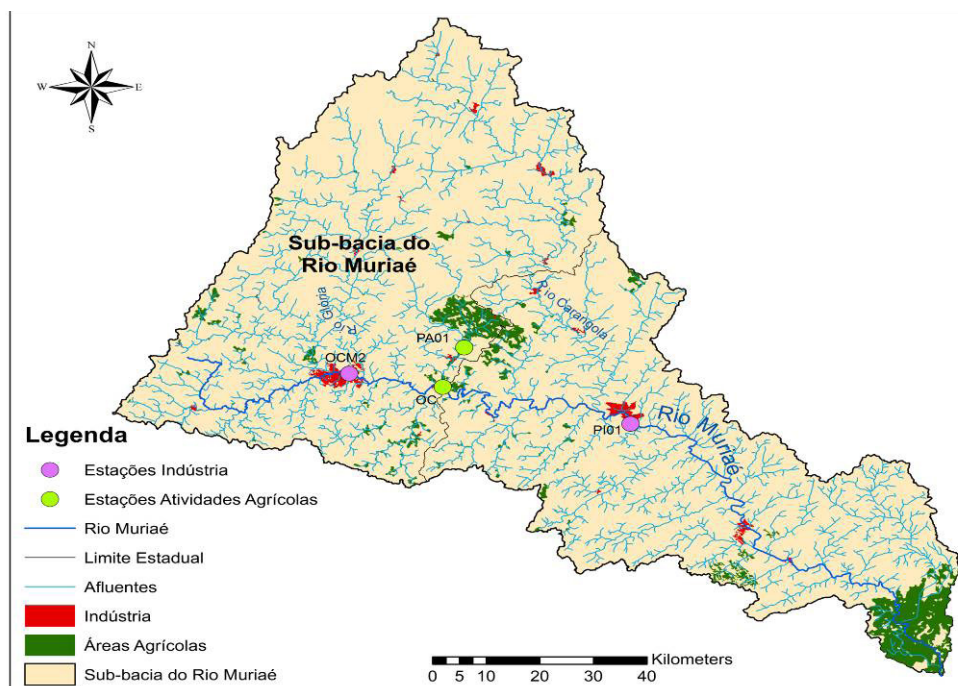 N
W
E
S
Sub-bacia do
Rio Muriaé
Rio Glória
Rio Carangola
PA01
OCM2
OC
PI01
Rio Muriaé
Legenda
Estações Indústria
Estações Atividades Agrícolas
Rio Muriaé
Limite Estadual
Afluentes
Indústria
Áreas Agrícolas
Sub-bacia do Rio Muriaé
Kilometers
0 5 10 20 30 40